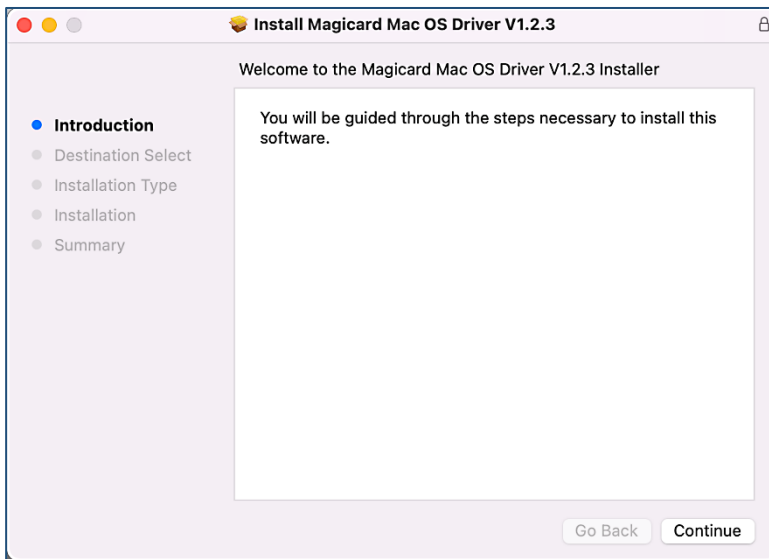 Install Magicard Mac OS Driver V1.2.3
Welcome to the Magicard Mac OS Driver V1.2.3 Installer
Introduction
Destination Select
Installation Type
Installation
Summary
You will be guided through the steps necessary to install this
software.
Go Back
Continue